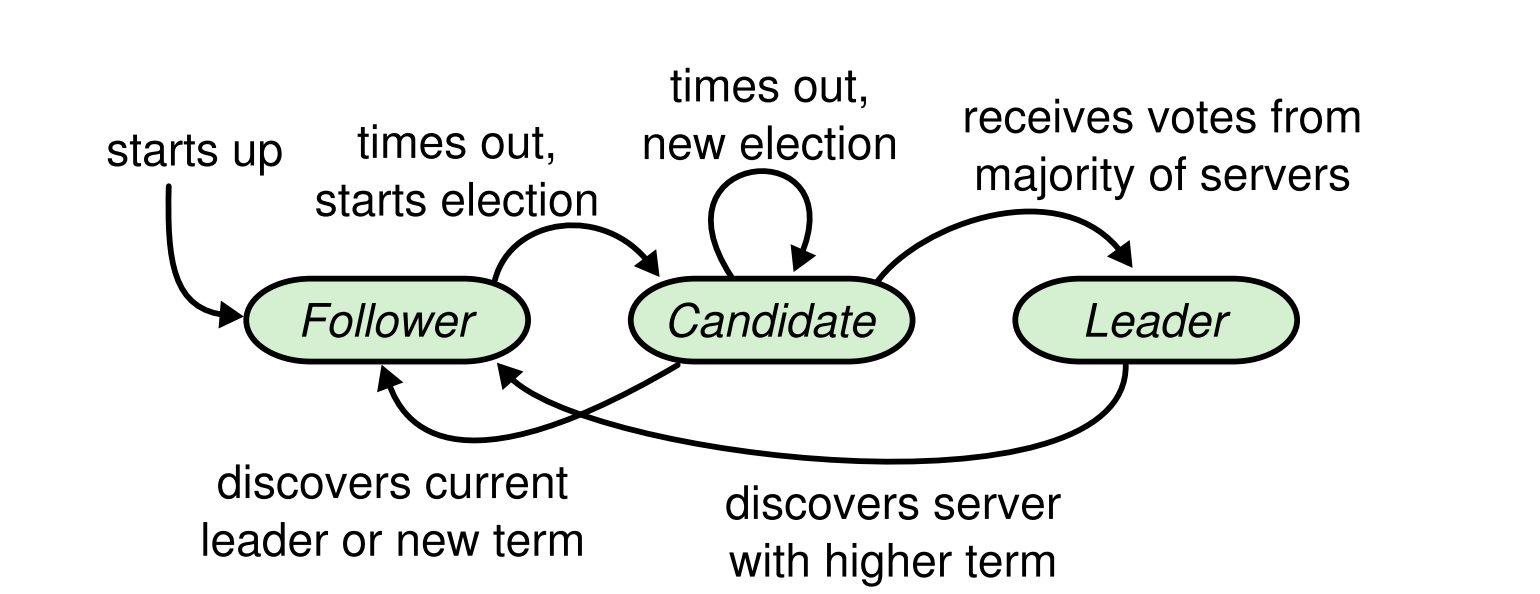 starts up
times out,
starts election
times out,
new election
receives votes from
majority of servers
Follower
Candidate
Leader
discovers current
leader or new term
discovers server
with higher term